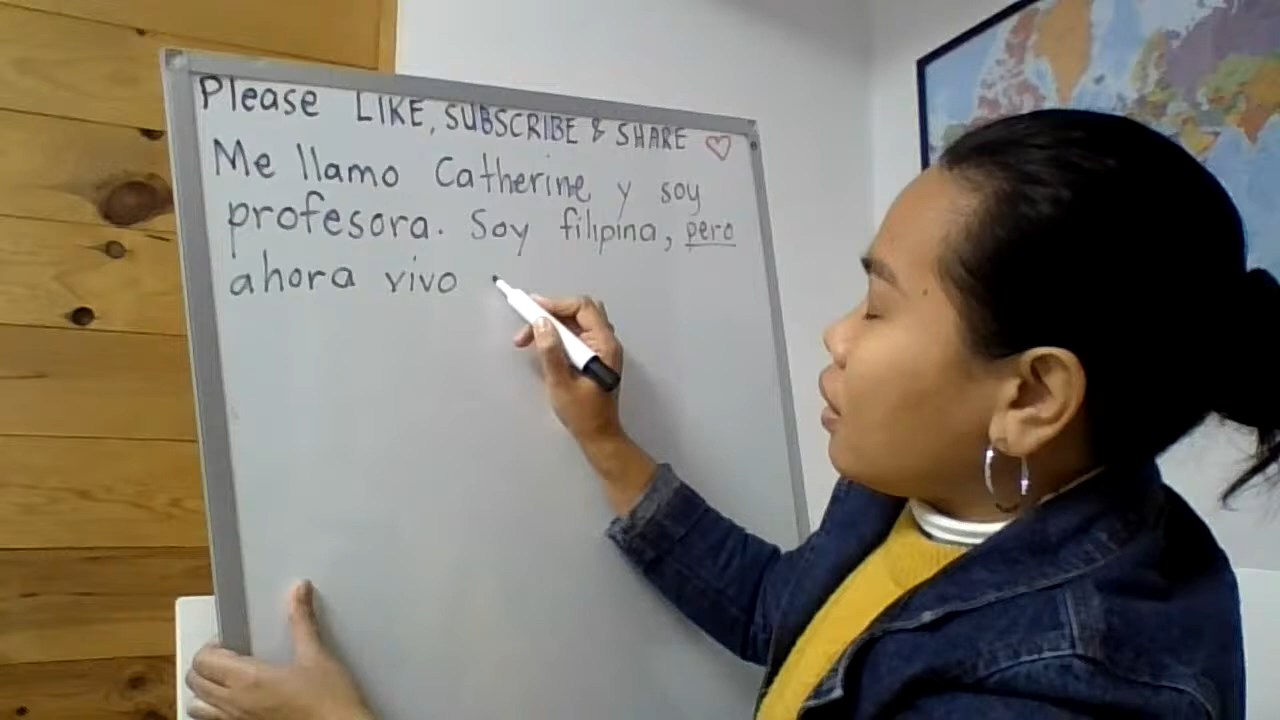 Please LIKE, SUBSCRIBE & SHARE ♡
Me llamo Catherine y soy
profesora. Soy filipina, pero
ahora vivo